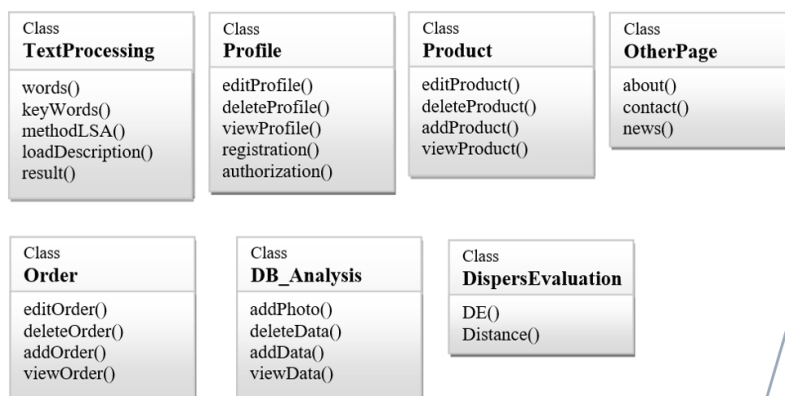 Class
TextProcessing
words()
keyWords()
methodLSA()
loadDescription()
result()
Class
Profile
editProfile()
deleteProfile()
viewProfile()
registration()
authorization()
Class
Product
editProduct()
deleteProduct()
addProduct()
viewProduct()
Class
OtherPage
about()
contact()
news()
Class
Order
editOrder()
deleteOrder()
addOrder()
viewOrder()
Class
DB_Analysis
addPhoto()
deleteData()
addData()
viewData()
Class
DispersEvaluation
DE()
Distance()